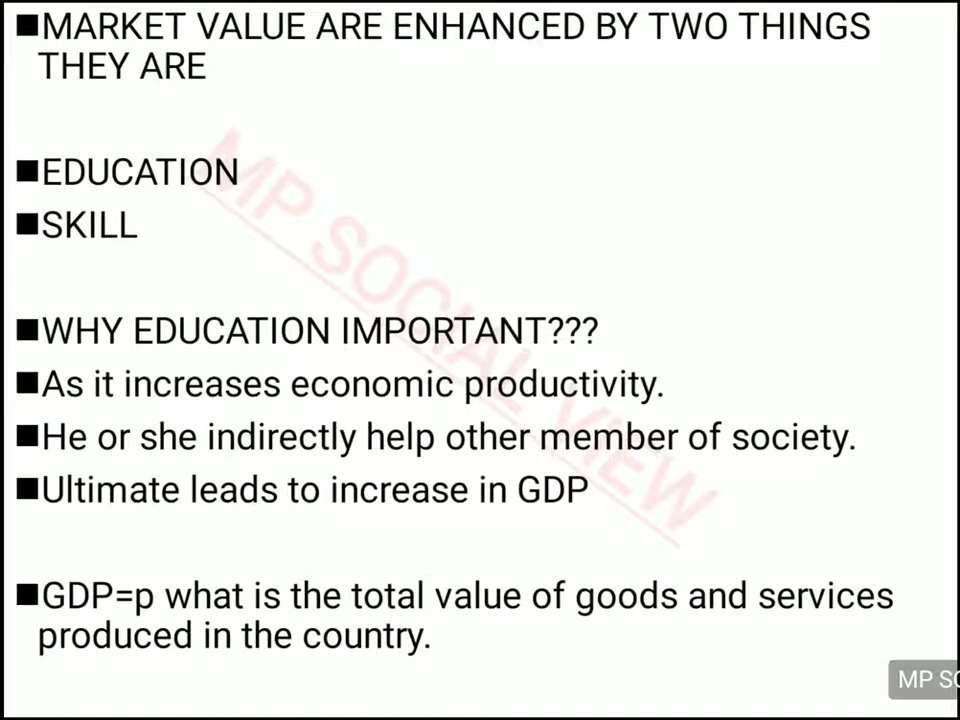 ■MARKET VALUE ARE ENHANCED BY TWO THINGS
THEY ARE
■EDUCATION
■SKILL
■WHY EDUCATION IMPORTANT???
■As it increases economic productivity.
■He or she indirectly help other member of society.
■Ultimate leads to increase in GDP
■GDP=p what is the total value of goods and services
produced in the country.
MP SOCIAL VIEW
MP SO